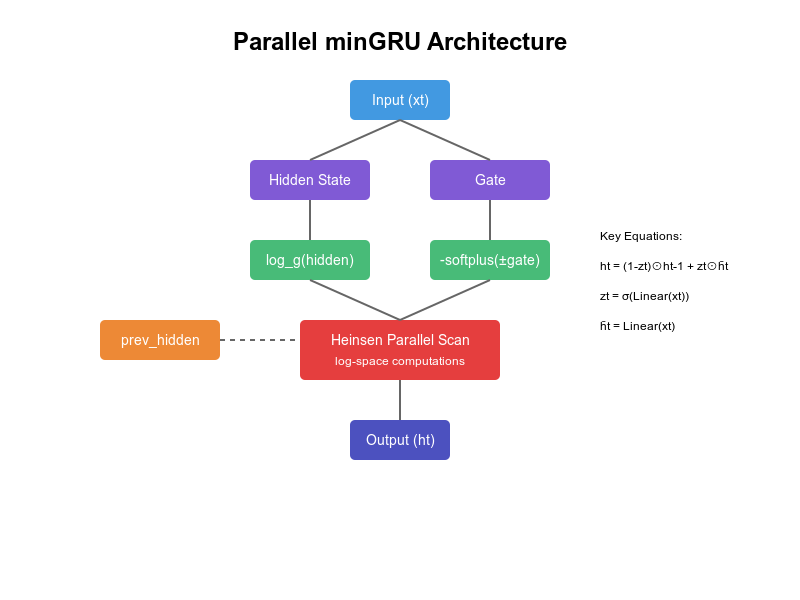 Parallel minGRU Architecture
Input (xt)
Hidden State
Gate
log_g(hidden)
-softplus(±gate)
prev_hidden
Heinsen Parallel Scan
log-space computations
Output (ht)
Key Equations:
ht = (1-zt)⊙ht-1 + zt⊙h̃t
zt = σ(Linear(xt))
h̃t = Linear(xt)